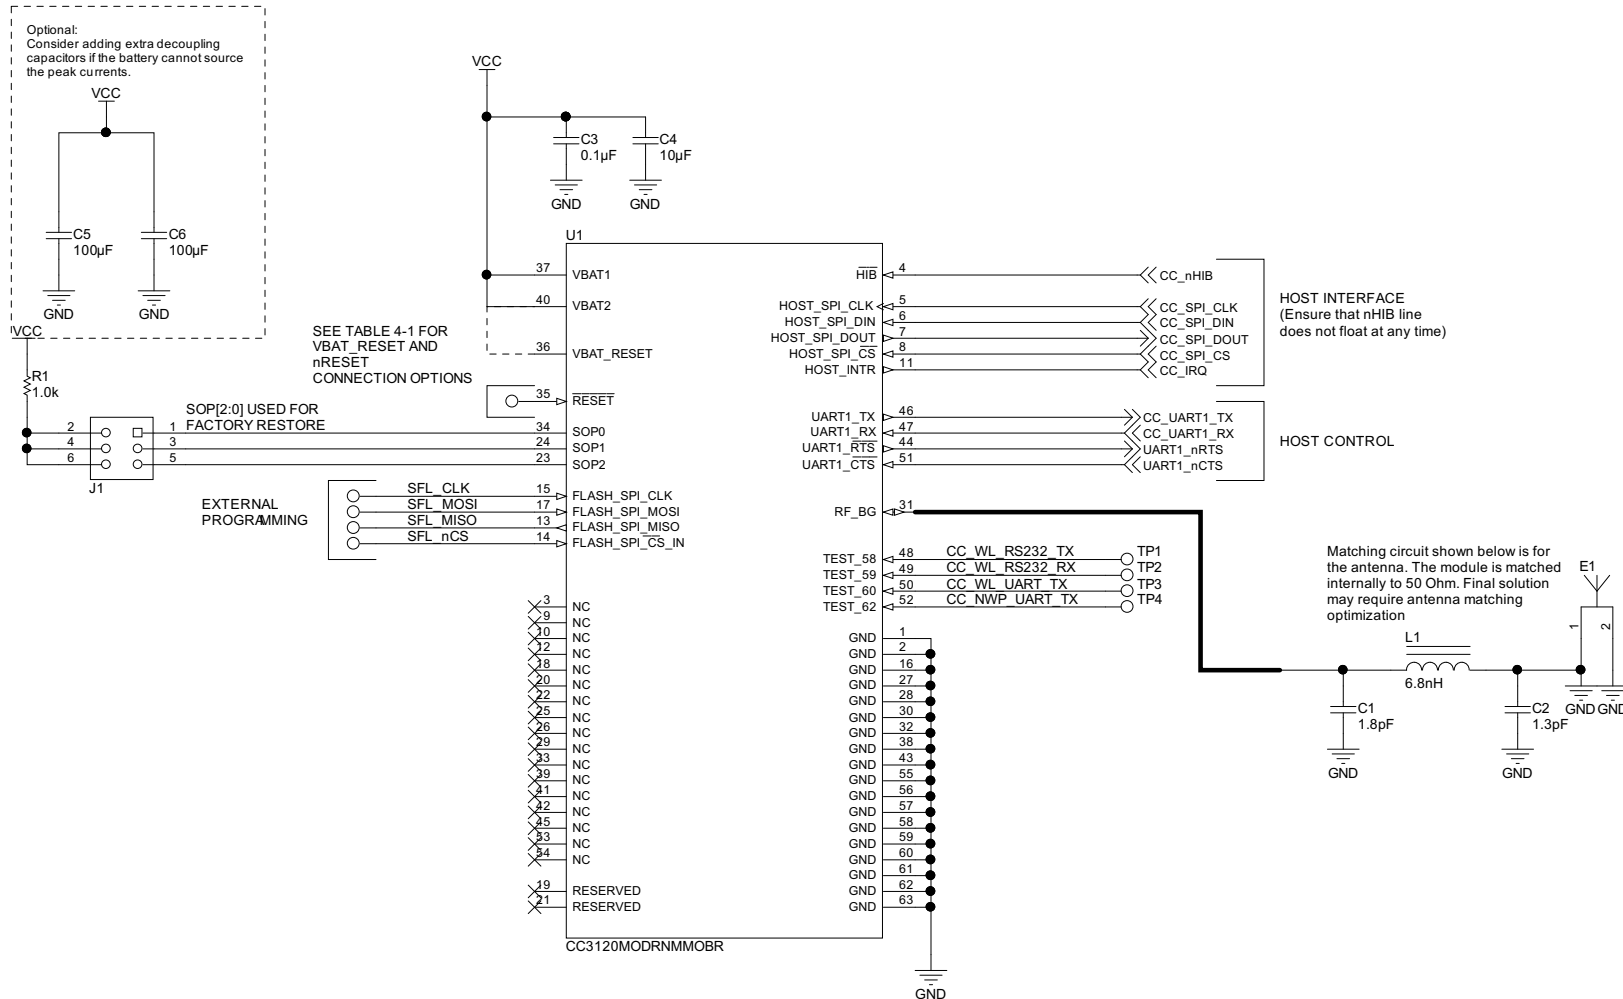 Optional:
Consider adding extra decoupling
capacitors if the battery cannot source
the peak currents.
VCC
C5
100µF
C6
100µF
GND
GND
VCC
R1
1.0k
VCC
C3
0.1µF
C4
10µF
GND
GND
SEE TABLE 4-1 FOR
VBAT_RESET AND
nRESET
CONNECTION OPTIONS
SOP[2:0] USED FOR
FACTORY RESTORE
2 1
4 3
6 5
J1
EXTERNAL
PROGRAMMING
SFL_CLK
SFL_MOSI
SFL_MISO
SFL_nCS
U1
37 VBAT1
40 VBAT2
36 VBAT_RESET
35 RESET
34 SOP0
24 SOP1
23 SOP2
15 FLASH_SPI_CLK
17 FLASH_SPI_MOSI
13 FLASH_SPI_MISO
14 FLASH_SPI_CS_IN
3 NC
9 NC
10 NC
12 NC
18 NC
20 NC
22 NC
25 NC
26 NC
29 NC
33 NC
39 NC
41 NC
42 NC
45 NC
53 NC
54 NC
19 RESERVED
21 RESERVED
CC3120MODRNMMOBR
HIB 4 CC_nHIB
HOST_SPI_CLK 5 CC_SPI_CLK
HOST_SPI_DIN 6 CC_SPI_DIN
HOST_SPI_DOUT 7 CC_SPI_DOUT
HOST_SPI_CS 8 CC_SPI_CS
HOST_INTR 11 CC_IRQ
HOST INTERFACE
(Ensure that nHIB line
does not float at any time)
UART1_TX 46 CC_UART1_TX
UART1_RX 47 CC_UART1_RX
UART1_RTS 44 UART1_nRTS
UART1_CTS 51 UART1_nCTS
HOST CONTROL
RF_BG 31
TEST_58 48 CC_WL_RS232_TX TP1
TEST_59 49 CC_WL_RS232_RX TP2
TEST_60 50 CC_WL_UART_TX TP3
TEST_62 52 CC_NWP_UART_TX TP4
GND 1
GND 2
GND 16
GND 27
GND 28
GND 30
GND 32
GND 38
GND 43
GND 55
GND 56
GND 57
GND 58
GND 59
GND 60
GND 61
GND 62
GND 63
GND
Matching circuit shown below is for
the antenna. The module is matched
internally to 50 Ohm. Final solution
may require antenna matching
optimization
E1
1 2
L1
6.8nH
C1
1.8pF
GND
C2
1.3pF
GND
GND GND